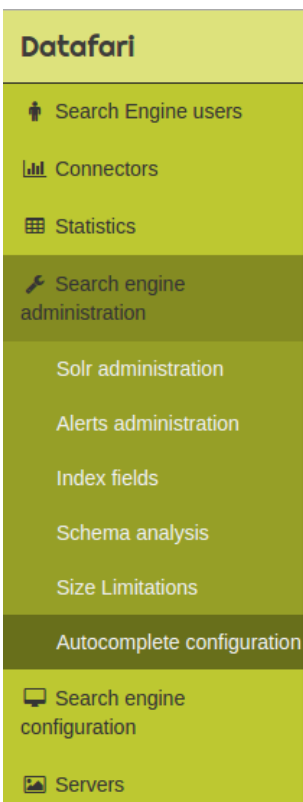 Datafari
Search Engine users
Connectors
Statistics
Search engine
administration
Solr administration
Alerts administration
Index fields
Schema analysis
Size Limitations
Autocomplete configuration
Search engine
configuration
Servers